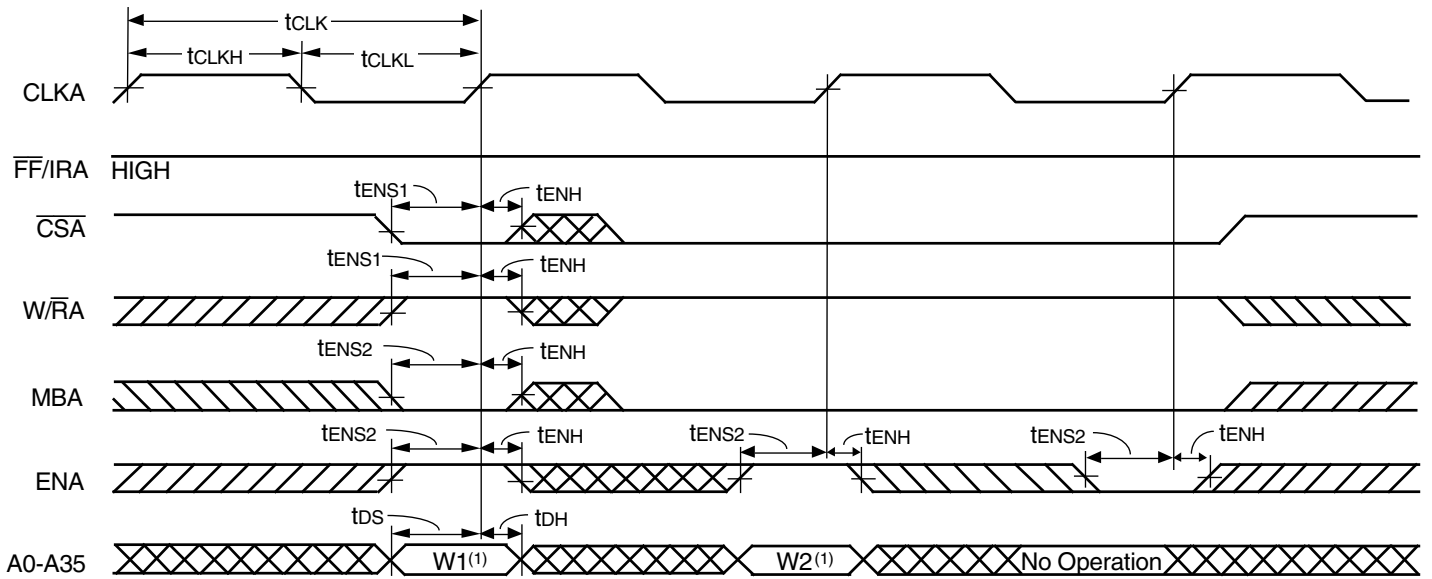 tCLK
tCLKH tCLKL
CLKA
FF/IRA HIGH
tENS1 tENH
CSA
tENS1 tENH
W/RA
tENS2 tENH
MBA
tENS2 tENH tENS2 tENH tENS2 tENH
ENA
tDS tDH
A0-A35 W1(1) W2(1) No Operation